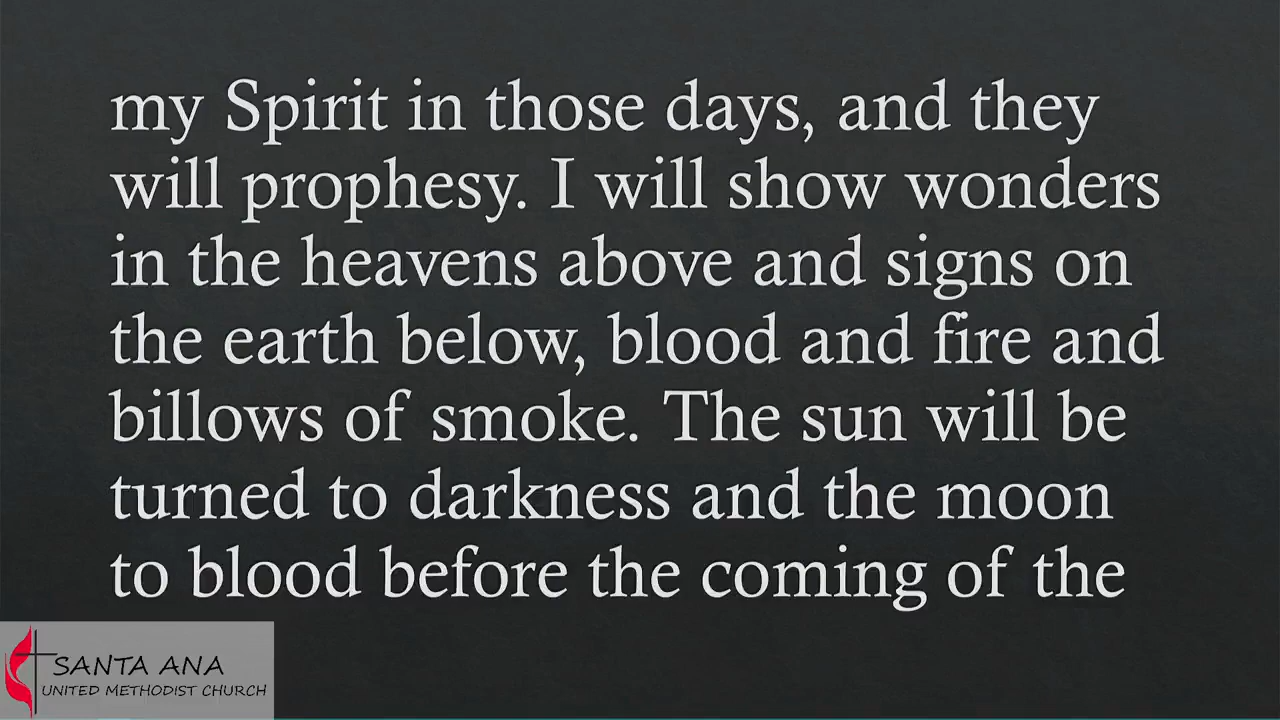 my Spirit in those days, and they
will prophesy. I will show wonders
in the heavens above and signs on
the earth below, blood and fire and
billows of smoke. The sun will be
turned to darkness and the moon
to blood before the coming of the
SANTA ANA
UNITED METHODIST CHURCH